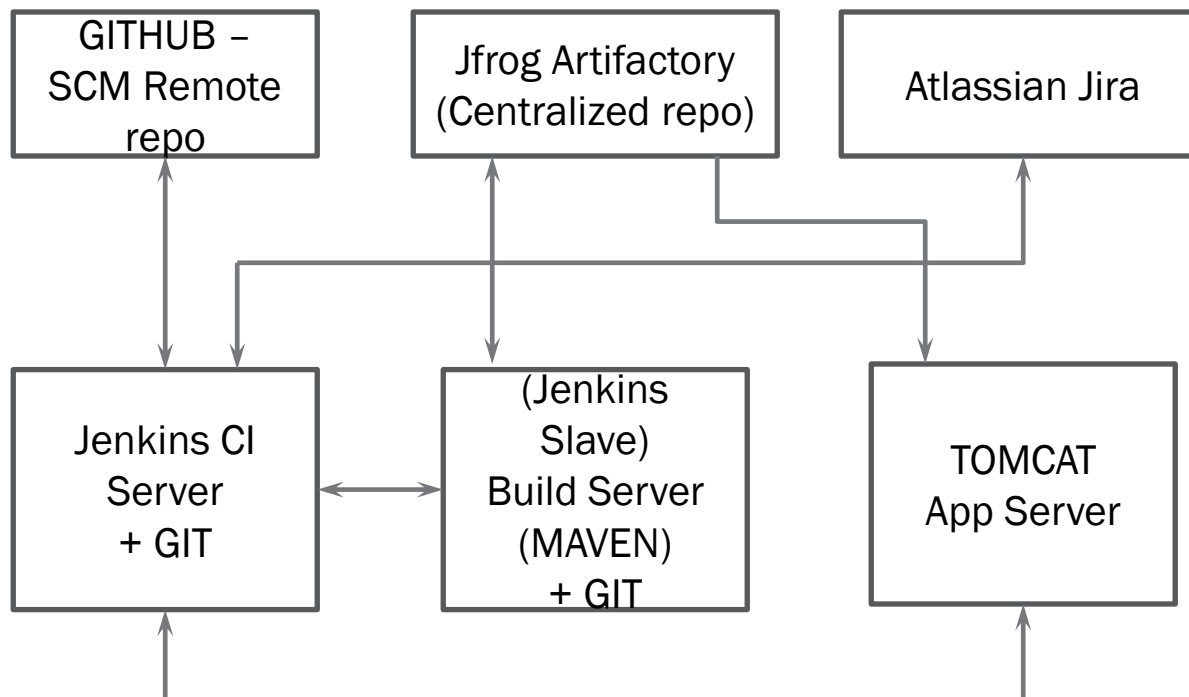 GITHUB –
SCM Remote
repo
Jfrog Artifactory
(Centralized repo)
Atlassian Jira
Jenkins CI
Server
+ GIT
(Jenkins
Slave)
Build Server
(MAVEN)
+ GIT
TOMCAT
App Server